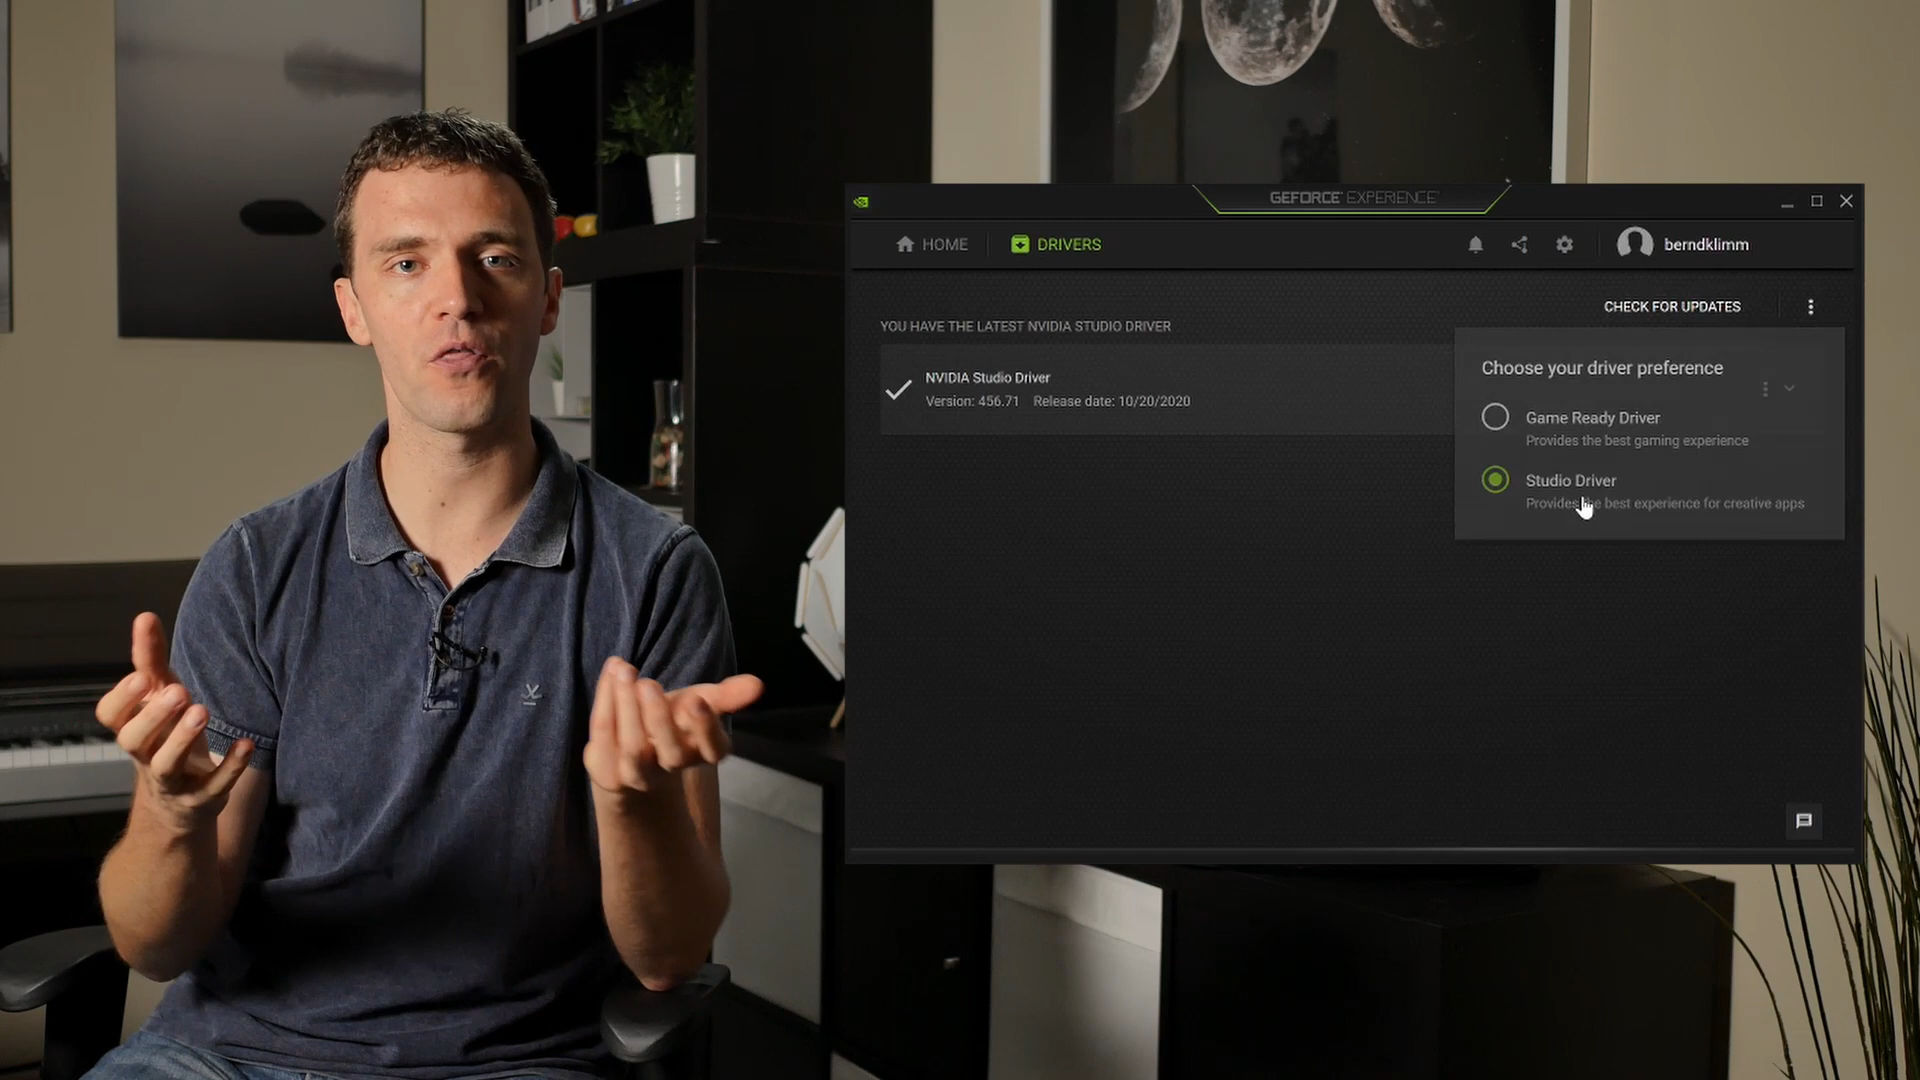 GEFORCE EXPERIENCE
HOME
DRIVERS
berndklimm
CHECK FOR UPDATES
YOU HAVE THE LATEST NVIDIA STUDIO DRIVER
NVIDIA Studio Driver
Version: 456.71 Release date: 10/20/2020
Choose your driver preference
Game Ready Driver
Provides the best gaming experience
Studio Driver
Provides the best experience for creative apps